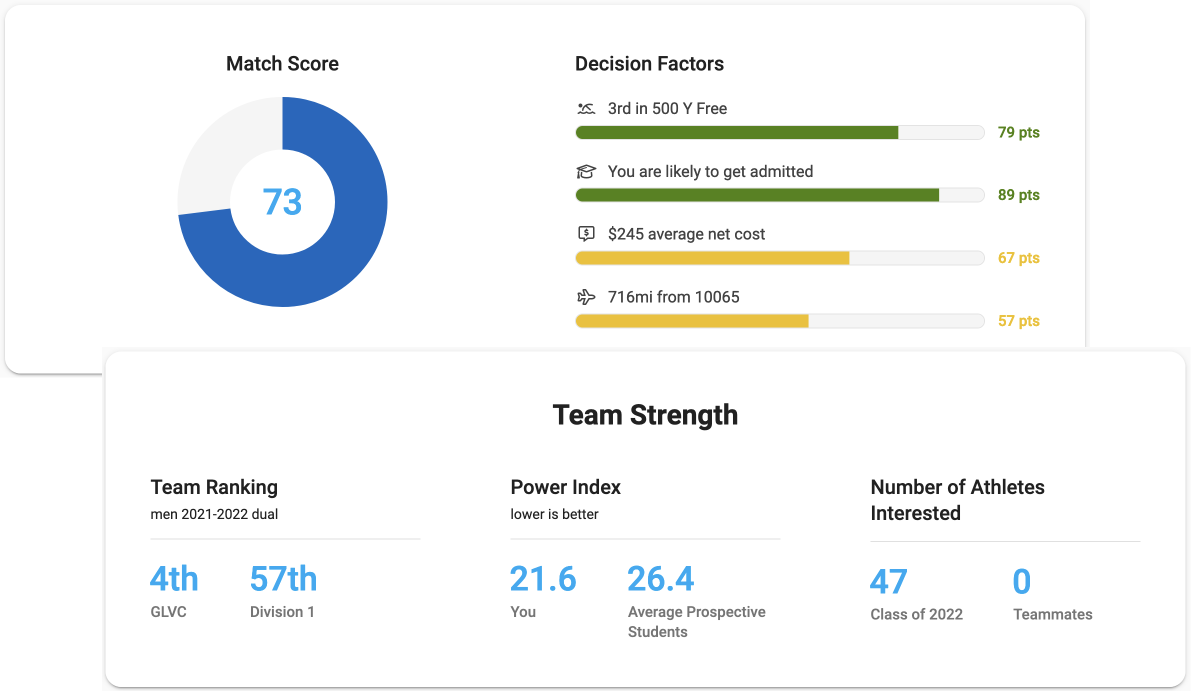 Match Score
73
Decision Factors
3rd in 500 Y Free
79 pts
You are likely to get admitted
89 pts
$245 average net cost
67 pts
716mi from 10065
57 pts
Team Strength
Team Ranking
men 2021-2022 dual
4th
GLVC
57th
Division 1
Power Index
lower is better
21.6
You
26.4
Average Prospective
Students
Number of Athletes
Interested
47
Class of 2022
0
Teammates